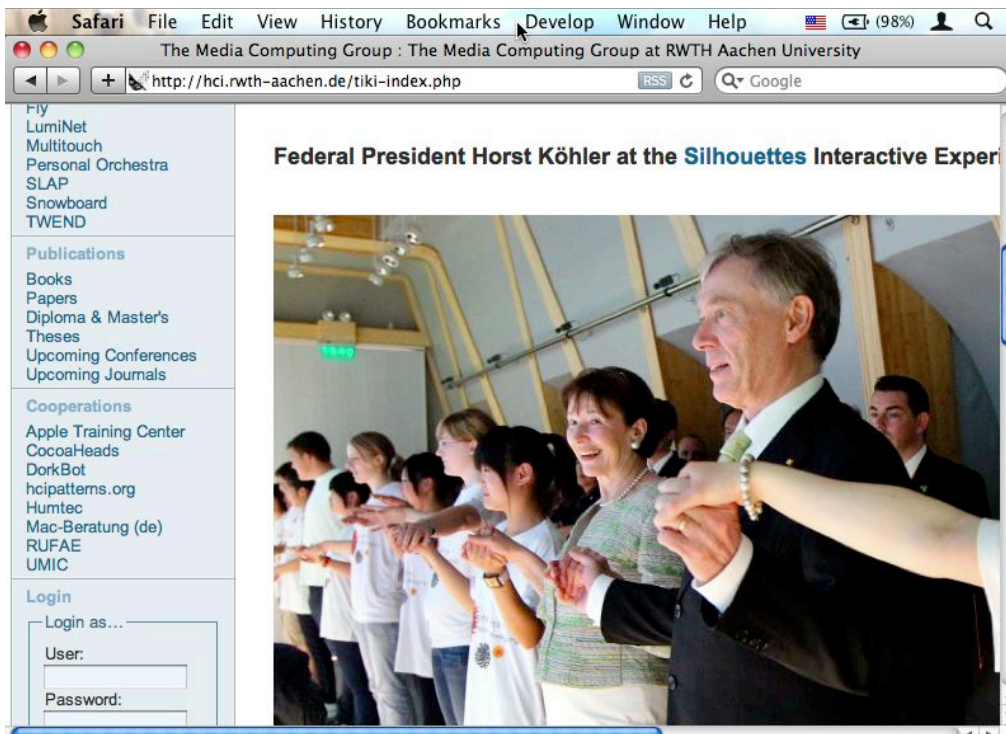 Safari File Edit View History Bookmarks Develop Window Help (98%)
The Media Computing Group : The Media Computing Group at RWTH Aachen University
+ http://hci.rwth-aachen.de/tiki-index.php RSS Google
Fly
LumiNet
Multitouch
Personal Orchestra
SLAP
Snowboard
TWEND
Publications
Books
Papers
Diploma & Master's
Theses
Upcoming Conferences
Upcoming Journals
Cooperations
Apple Training Center
CocoaHeads
DorkBot
hcipatterns.org
Humtec
Mac-Beratung (de)
RUFAE
UMIC
Login
Login as...
User:
Password:
Federal President Horst Köhler at the Silhouettes Interactive Experi